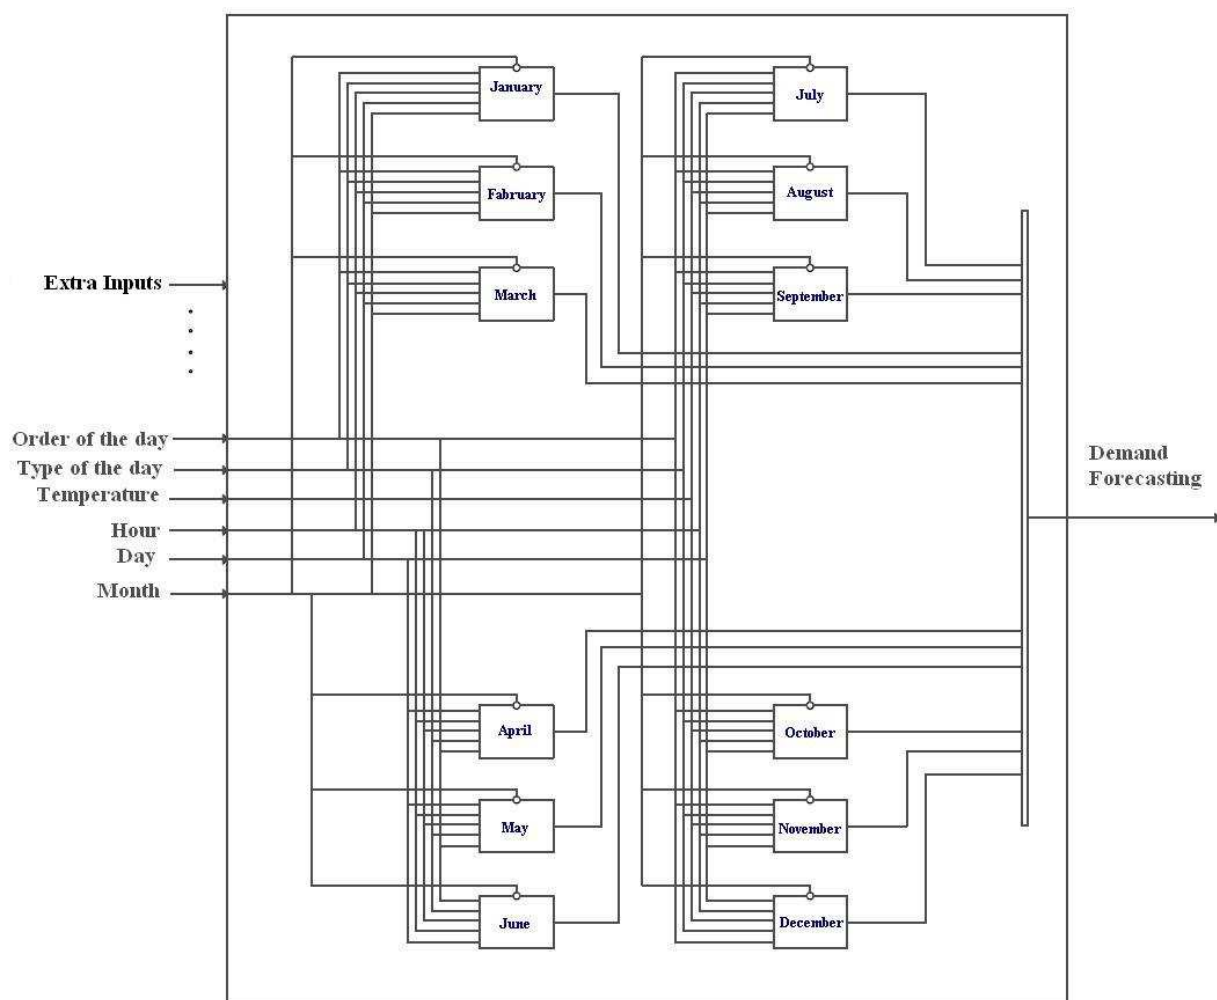 January
July
Fabruary
August
Extra Inputs
March
September
Order of the day
Type of the day
Temperature
Hour
Day
Month
Demand
Forecasting
April
October
May
November
June
December